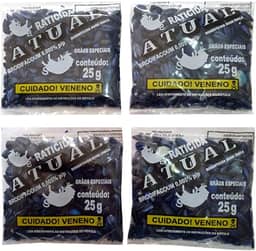 RATICIDA
ATUAL
BRODIFACOUM 0,005% p/p
GRÃOS ESPECIAIS
conteúdo:
25g
CUIDADO! VENENO
RATICIDA
ATUAL
BRODIFACOUM 0,005% p/p
GRÃOS ESPECIAIS
conteúdo:
25g
CUIDADO! VENENO
RATICIDA
ATUAL
BRODIFACOUM 0,005% p/p
GRÃOS ESPECIAIS
conteúdo:
25g
CUIDADO! VENENO
RATICIDA
ATUAL
BRODIFACOUM 0,005% p/p
GRÃOS ESPECIAIS
conteúdo:
25g
CUIDADO! VENENO